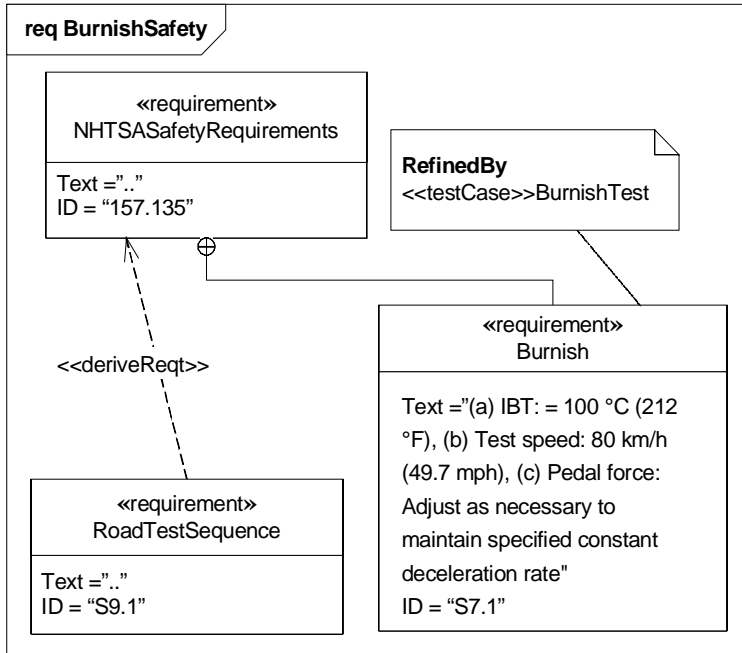 req BurnishSafety
«requirement»
NHTSASafetyRequirements
Text =".."
ID = “157.135”
RefinedBy
<<testCase>>BurnishTest
<<deriveReqt>>
«requirement»
Burnish
Text ="(a) IBT: = 100 °C (212
°F), (b) Test speed: 80 km/h
(49.7 mph), (c) Pedal force:
Adjust as necessary to
maintain specified constant
deceleration rate"
ID = “S7.1”
«requirement»
RoadTestSequence
Text =".."
ID = “S9.1”